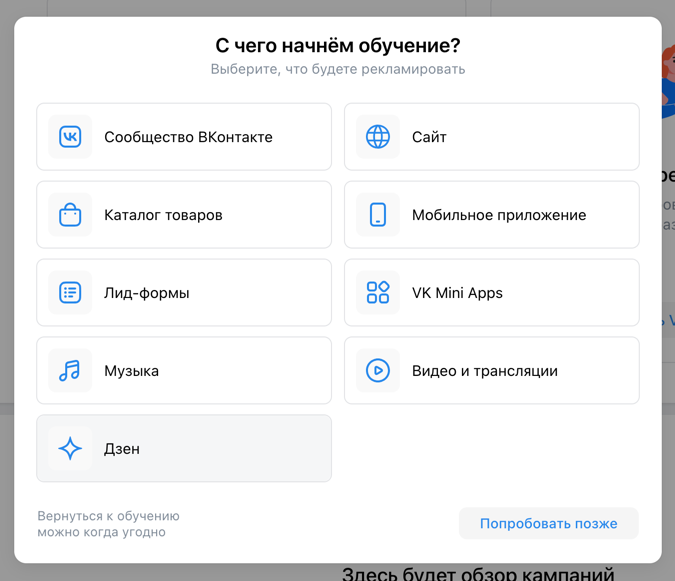 С чего начнём обучение?
Выберите, что будете рекламировать
Сообщество ВКонтакте
Сайт
Каталог товаров
Мобильное приложение
Лид-формы
VK Mini Apps
Музыка
Видео и трансляции
Дзен
Вернуться к обучению
можно когда угодно
Попробовать позже
Здесь будет обзор кампаний